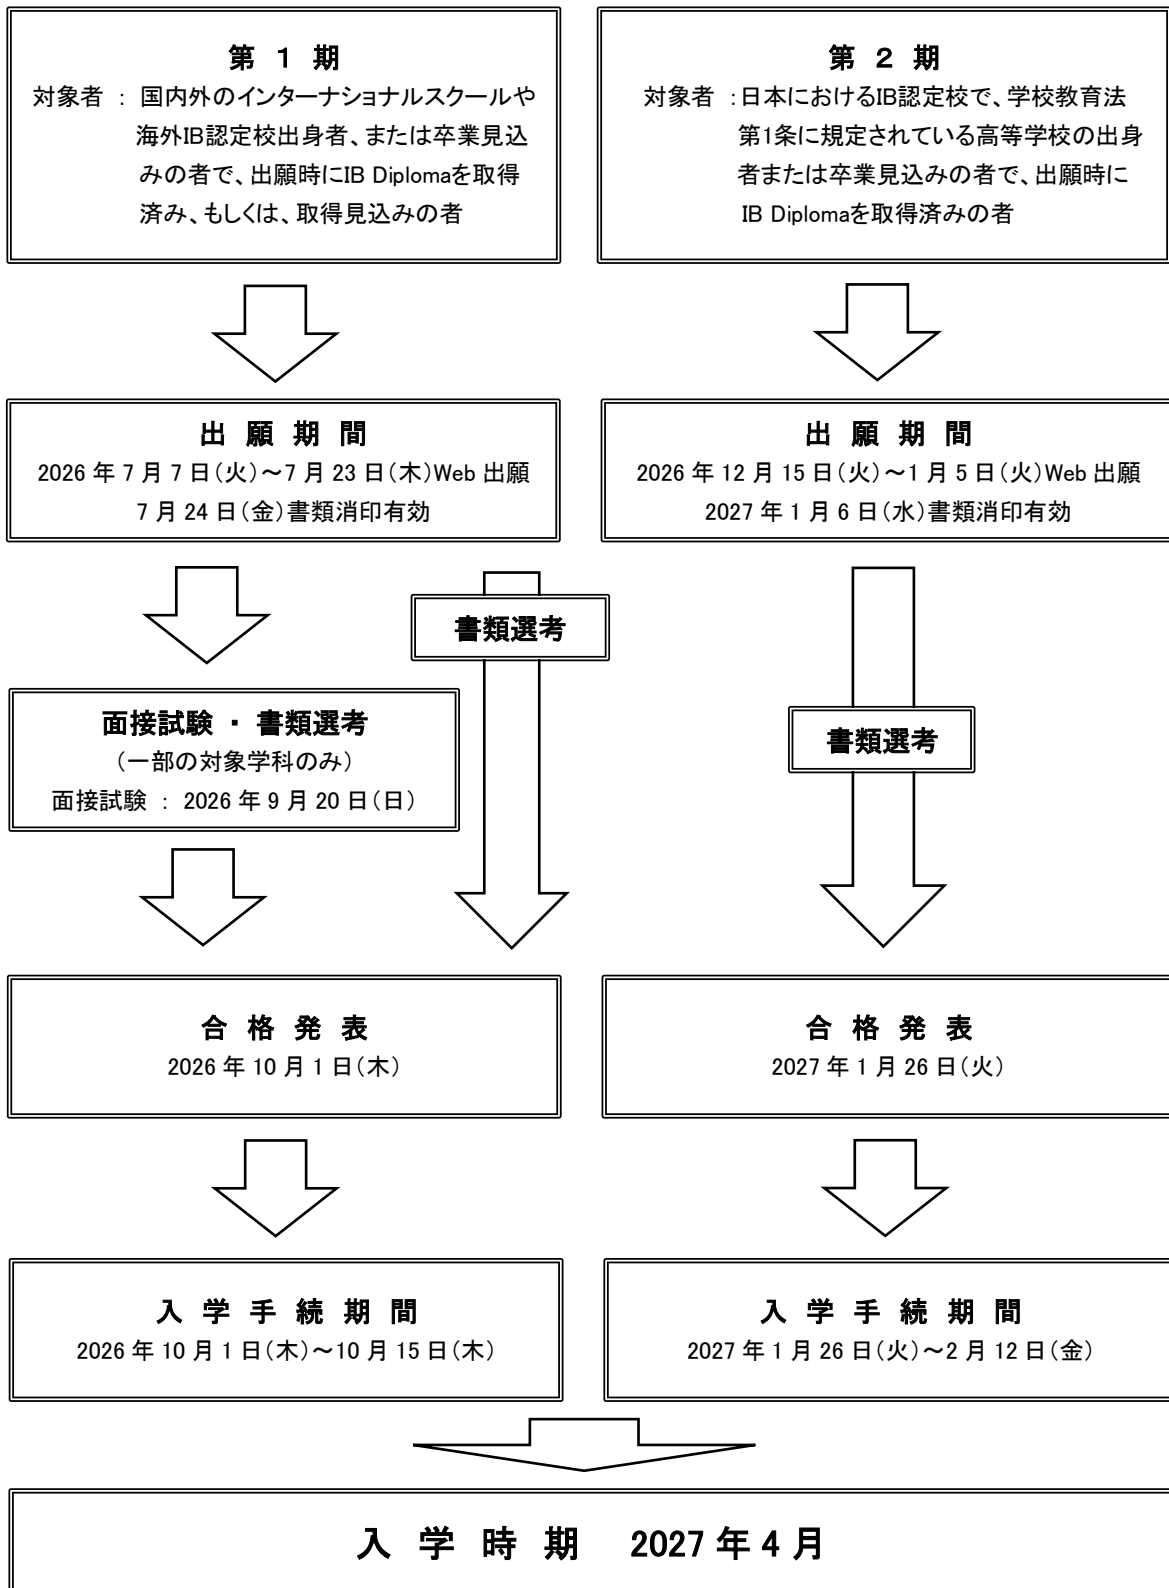 第 1 期
対象者 : 国内外のインターナショナルスクールや
海外IB認定校出身者、または卒業見込
みの者で、出願時にIB Diplomaを取得
済み、もしくは、取得見込みの者
第 2 期
対象者 :日本におけるIB認定校で、学校教育法
第1条に規定されている高等学校の出身
者または卒業見込みの者で、出願時に
IB Diplomaを取得済みの者
出 願 期 間
2026 年 7 月 7 日(火)~7 月 23 日(木)Web 出願
7 月 24 日(金)書類消印有効
出 願 期 間
2026 年 12 月 15 日(火)~1 月 5 日(火)Web 出願
2027 年 1 月 6 日(水)書類消印有効
書類選考
面接試験 ・ 書類選考
(一部の対象学科のみ)
面接試験 : 2026 年 9 月 20 日(日)
書類選考
合 格 発 表
2026 年 10 月 1 日(木)
合 格 発 表
2027 年 1 月 26 日(火)
入 学 手 続 期 間
2026 年 10 月 1 日(木)~10 月 15 日(木)
入 学 手 続 期 間
2027 年 1 月 26 日(火)~2 月 12 日(金)
入 学 時 期 2027 年 4 月